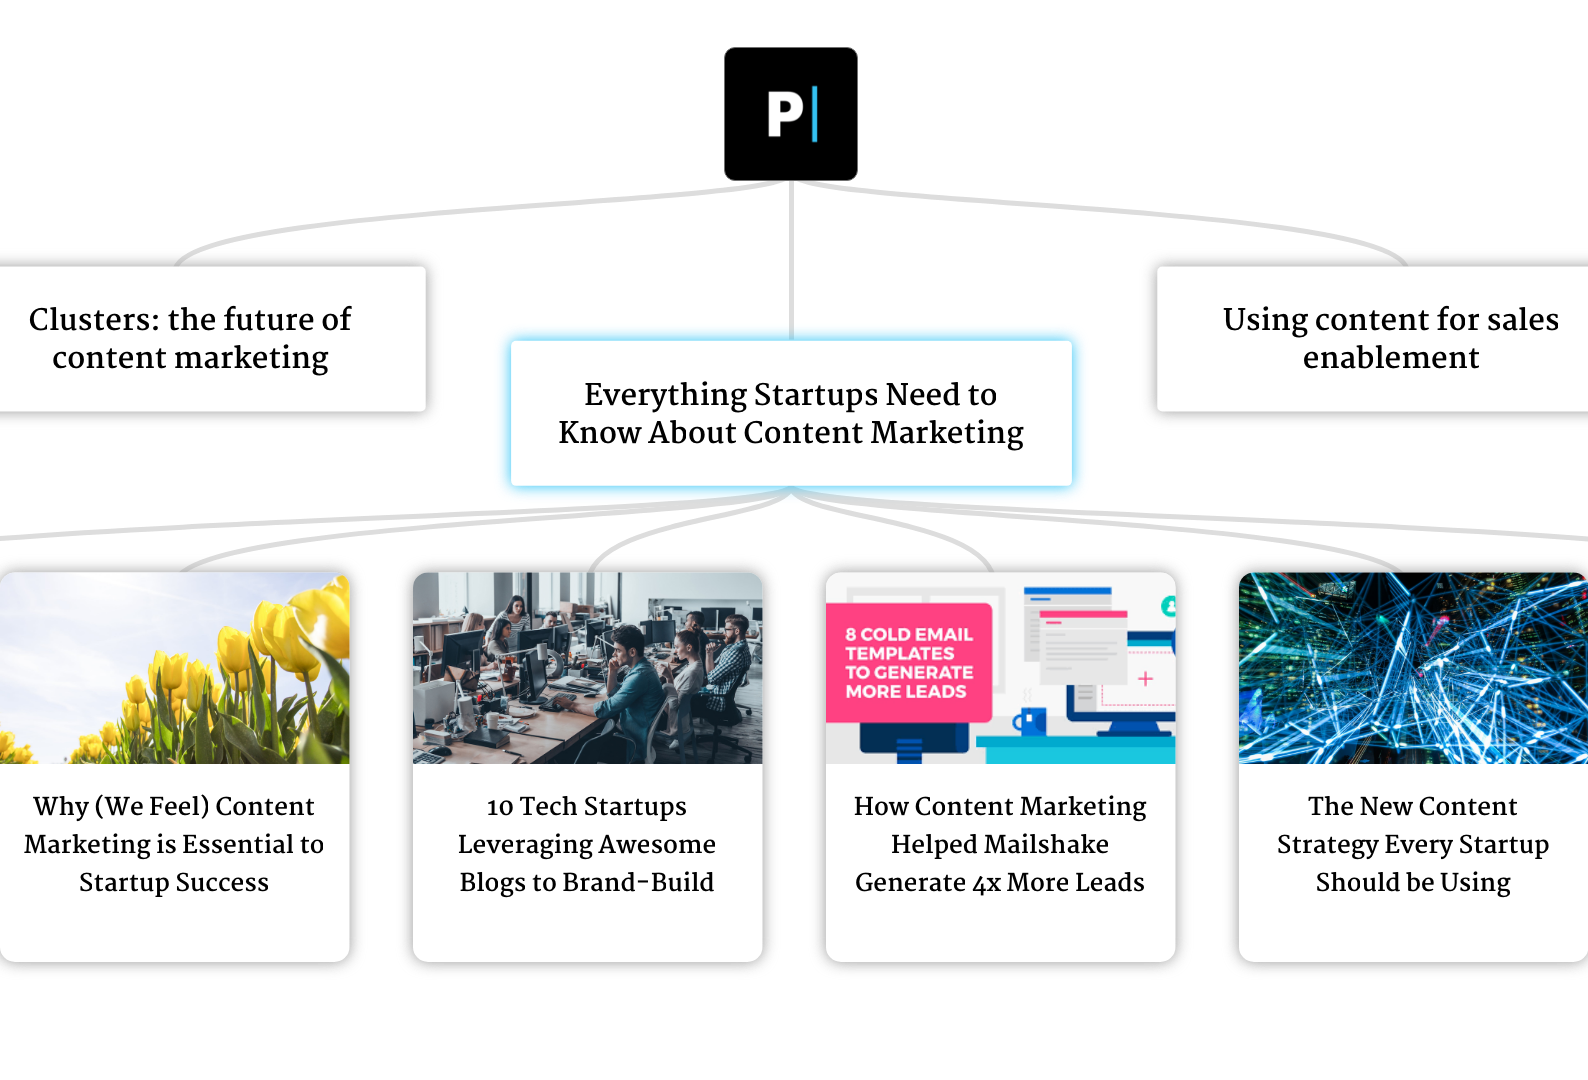 P|
Clusters: the future of
content marketing
Everything Startups Need to
Know About Content Marketing
Using content for sales
enablement
8 COLD EMAIL
TEMPLATES
TO GENERATE
MORE LEADS
Why (We Feel) Content
Marketing is Essential to
Startup Success
10 Tech Startups
Leveraging Awesome
Blogs to Brand-Build
How Content Marketing
Helped Mailshake
Generate 4x More Leads
The New Content
Strategy Every Startup
Should be Using